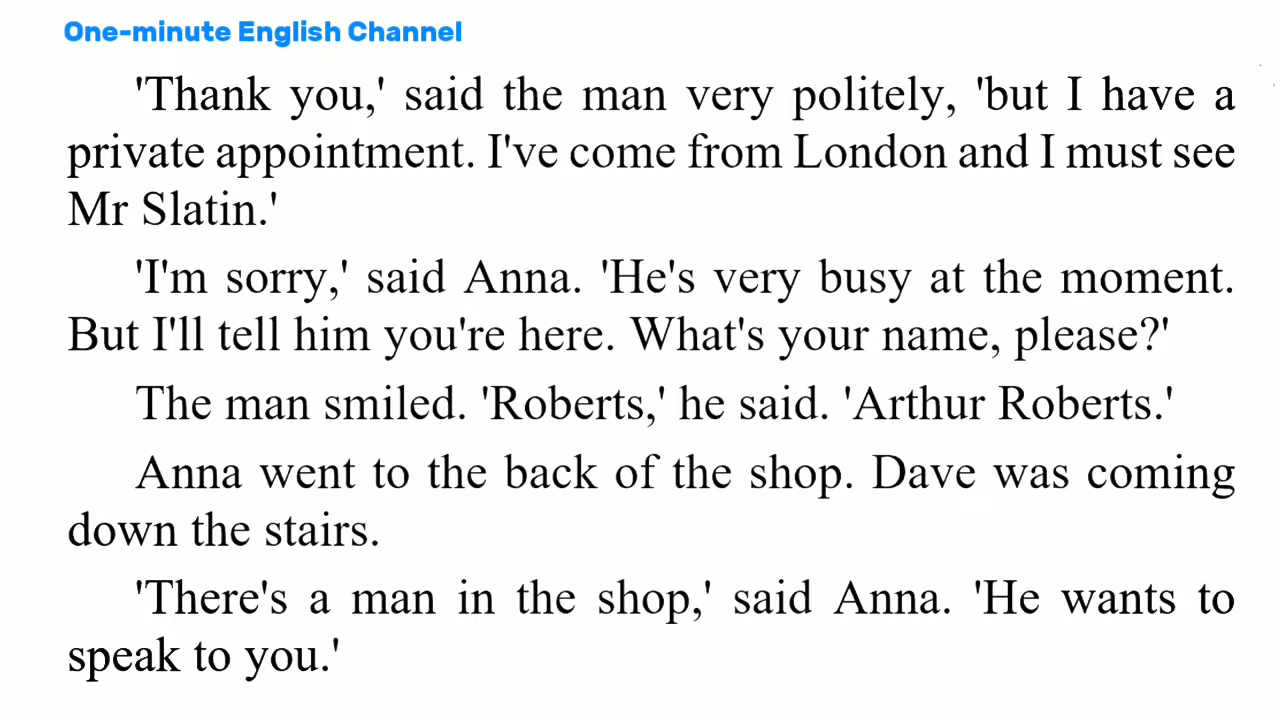 One-minute English Channel
'Thank you,' said the man very politely, 'but I have a
private appointment. I've come from London and I must see
Mr Slatin.'
'I'm sorry,' said Anna. 'He's very busy at the moment.
But I'll tell him you're here. What's your name, please?'
The man smiled. 'Roberts,' he said. 'Arthur Roberts.'
Anna went to the back of the shop. Dave was coming
down the stairs.
'There's a man in the shop,' said Anna. 'He wants to
speak to you.'